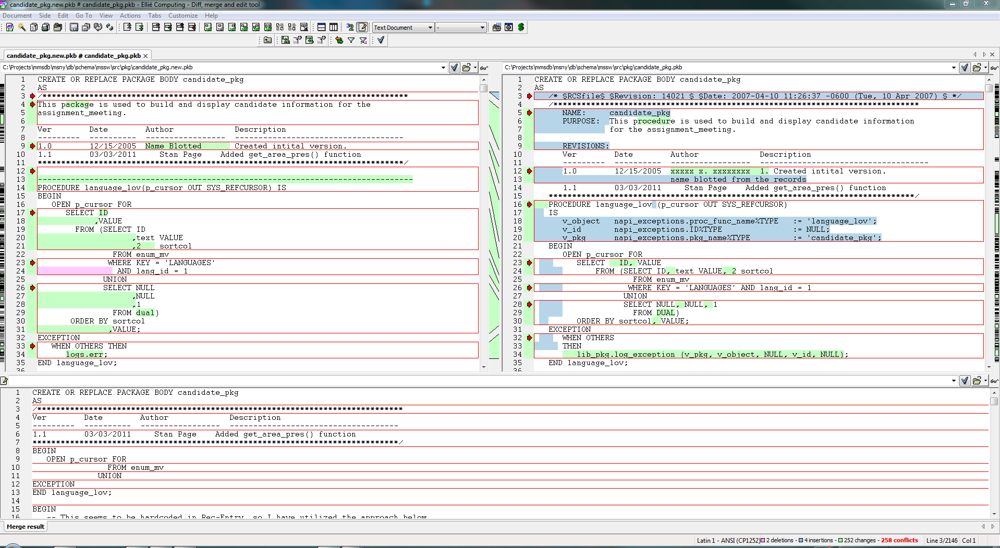 candidate_pkg.new.pkb # candidate_pkg.pkb - Ellié Computing - Diff, merge and edit tool
Document Side Edit Go To View Actions Tabs Customize Help
Text Document -
candidate_pkg.new.pkb # candidate_pkg.pkb
C:\Projects\mmsdb\msny\db\schema\mssw\src\pkg\candidate_pkg.new.pkb
1 CREATE OR REPLACE PACKAGE BODY candidate_pkg
2 AS
3 /******************************************************************************
4 This package is used to build and display candidate information for the
5 assignment_meeting.
6
7 Ver Date Author Description
8 --------- ---------- ----------------- ------------------------------------
9 1.0 12/15/2005 Name Blotted Created intital version.
10 1.1 03/03/2011 Stan Page Added get_area_pres() function
11 ******************************************************************************/
12
13 --------------------------------------------------------------------------------
14 PROCEDURE language_lov(p_cursor OUT SYS_REFCURSOR) IS
15 BEGIN
16 OPEN p_cursor FOR
17 SELECT ID
18 ,VALUE
19 FROM (SELECT ID
20 ,text VALUE
21 ,2 sortcol
22 FROM enum_mv
23 WHERE KEY = 'LANGUAGES'
24 AND lang_id = 1
25 UNION
26 SELECT NULL
27 ,NULL
28 ,1
29 FROM dual)
30 ORDER BY sortcol
31 ,VALUE;
32 EXCEPTION
33 WHEN OTHERS THEN
34 logs.err;
35 END language_lov;
36
C:\Projects\mmsdb\msny\db\schema\mssw\src\pkg\candidate_pkg.pkb
1 CREATE OR REPLACE PACKAGE BODY candidate_pkg
2 AS
3 /* $RCSfile$ $Revision: 14021 $ $Date: 2007-04-10 11:26:37 -0600 (Tue, 10 Apr 2007) $ */
4 /******************************************************************************
5 NAME: candidate_pkg
6 PURPOSE: This procedure is used to build and display candidate information
7 for the assignment_meeting.
8
9 REVISIONS:
10 Ver Date Author Description
11 --------- ---------- ----------------- ------------------------------------
12 1.0 12/15/2005 xxxxx x. xxxxxxxx 1. Created intital version.
13 name blotted from the records
14 1.1 03/03/2011 Stan Page Added get_area_pres() function
15 ******************************************************************************/
16 PROCEDURE language_lov (p_cursor OUT SYS_REFCURSOR)
17 IS
18 v_object napi_exceptions.proc_func_name%TYPE := 'language_lov';
19 v_id napi_exceptions.ID%TYPE := NULL;
20 v_pkg napi_exceptions.pkg_name%TYPE := 'candidate_pkg';
21 BEGIN
22 OPEN p_cursor FOR
23 SELECT ID, VALUE
24 FROM (SELECT ID, text VALUE, 2 sortcol
25 FROM enum_mv
26 WHERE KEY = 'LANGUAGES' AND lang_id = 1
27 UNION
28 SELECT NULL, NULL, 1
29 FROM DUAL)
30 ORDER BY sortcol, VALUE;
31 EXCEPTION
32 WHEN OTHERS
33 THEN
34 lib_pkg.log_exception (v_pkg, v_object, NULL, v_id, NULL);
35 END language_lov;
36
1 CREATE OR REPLACE PACKAGE BODY candidate_pkg
2 AS
3 /******************************************************************************
4 Ver Date Author Description
5 --------- ---------- ----------------- ------------------------------------
6 1.1 03/03/2011 Stan Page Added get_area_pres() function
7 ******************************************************************************/
8 BEGIN
9 OPEN p_cursor FOR
10 FROM enum_mv
11 UNION
12 EXCEPTION
13 END language_lov;
14
15 BEGIN
16 -- This seems to be hardcoded in Rec-Entry, so I have utilized the approach below
Merge result
Latin 1 - ANSI (CP1252) 2 deletions - 4 insertions - 252 changes - 258 conflicts Line 3/2146 Col 1